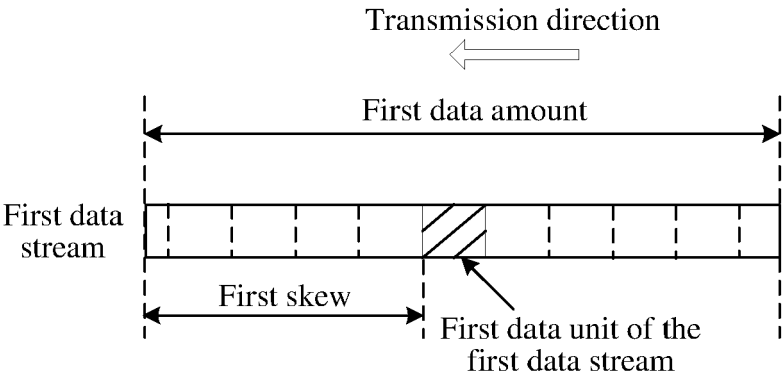 Transmission direction
First data amount
First data
stream
First skew
First data unit of the
first data stream